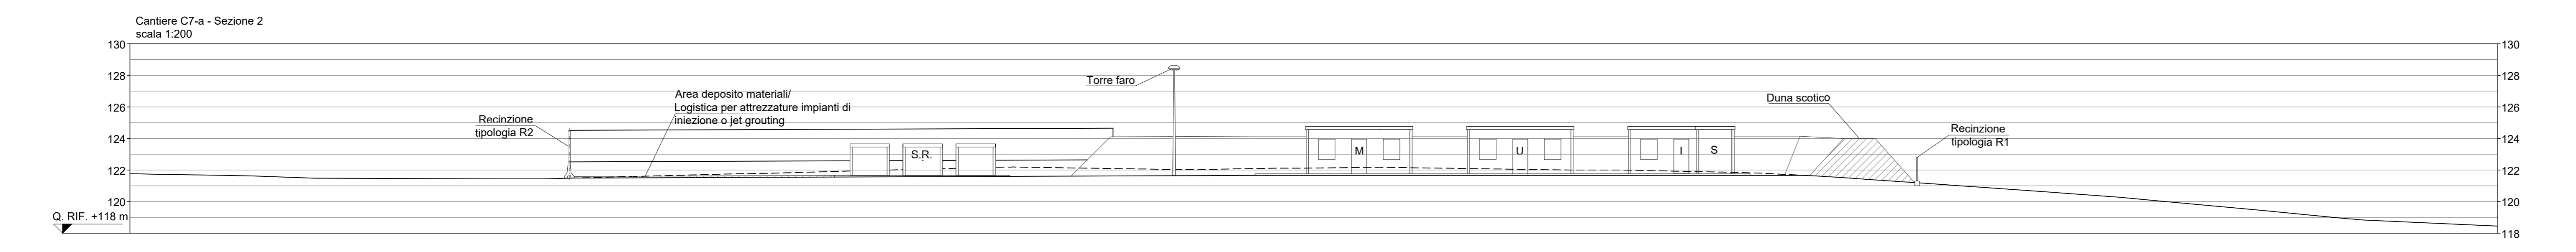 Cantiere C7-a - Sezione 2
scala 1:200
130
130
128
128
Torre faro
Area deposito materiali/
Logistica per attrezzature impianti di
iniezione o jet grouting
Duna scotico
126
126
Recinzione
tipologia R2
Recinzione
tipologia R1
124
124
S.R.
M
U
I
S
122
122
120
120
Q. RIF. +118 m
118